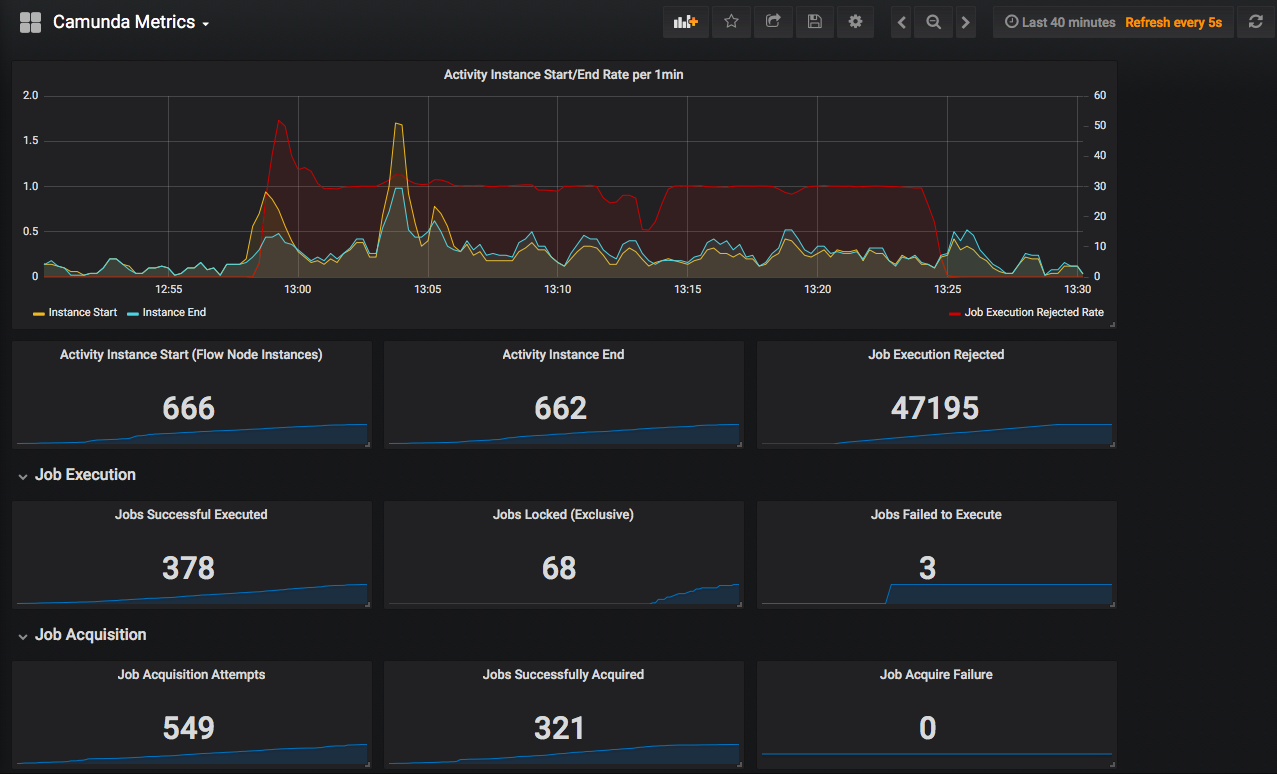 Camunda Metrics
Last 40 minutes Refresh every 5s
Activity Instance Start/End Rate per 1min
2.0 60
50
1.5
40
1.0 30
20
0.5
10
0 0
12:55 13:00 13:05 13:10 13:15 13:20 13:25 13:30
Instance Start Instance End Job Execution Rejected Rate
Activity Instance Start (Flow Node Instances) Activity Instance End Job Execution Rejected
666 662 47195
Job Execution
Jobs Successful Executed Jobs Locked (Exclusive) Jobs Failed to Execute
378 68 3
Job Acquisition
Job Acquisition Attempts Jobs Successfully Acquired Job Acquire Failure
549 321 0